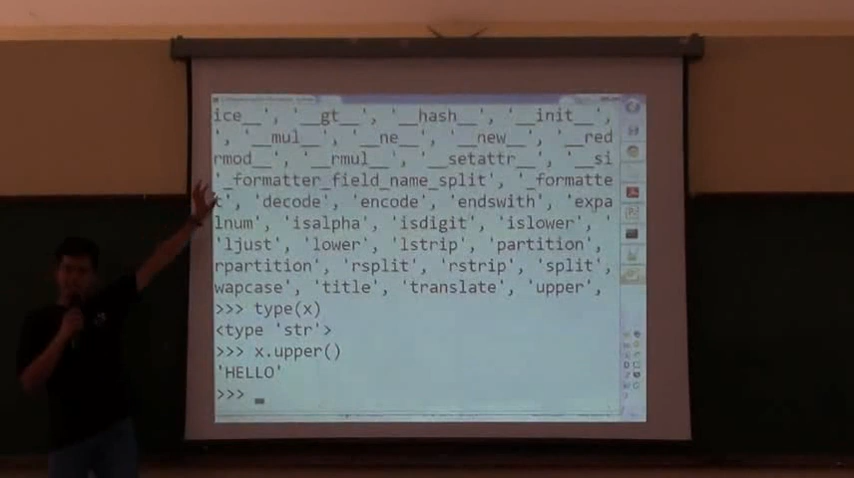 ice__', '__gt__', '__hash__', '__init__',
', '__mul__', '__ne__', '__new__', '__red
rmod__', '__rmul__', '__setattr__', '__si
'_formatter_field_name_split', '_formatte
t', 'decode', 'encode', 'endswith', 'expa
lnum', 'isalpha', 'isdigit', 'islower', '
'ljust', 'lower', 'lstrip', 'partition',
rpartition', 'rsplit', 'rstrip', 'split',
wapcase', 'title', 'translate', 'upper',
>>> type(x)
<type 'str'>
>>> x.upper()
'HELLO'
>>> _